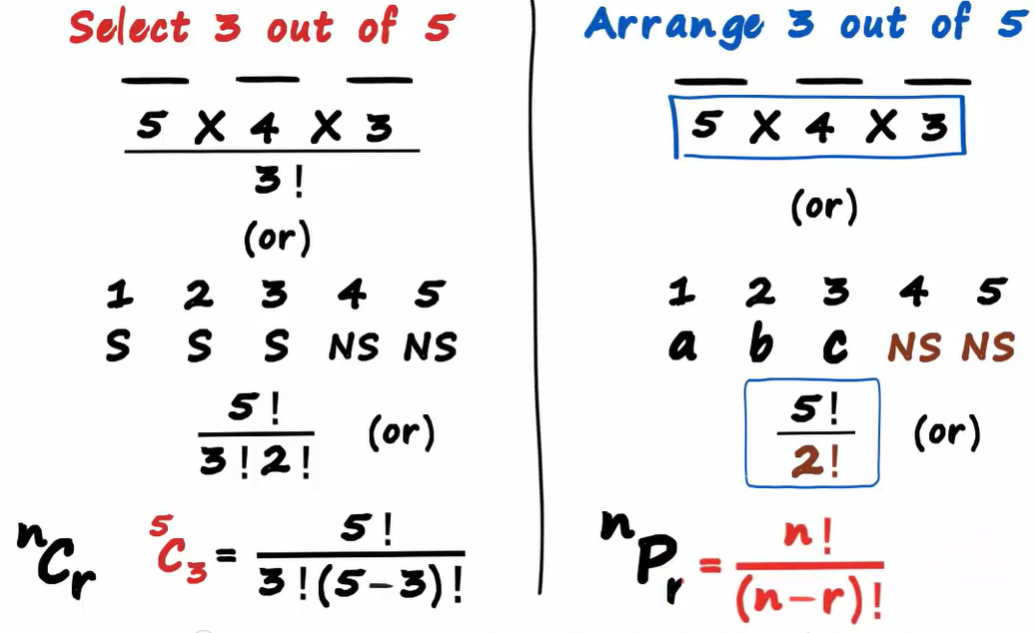 Select 3 out of 5
5 X 4 X 3
3!
(or)
1 2 3 4 5
S S S NS NS
5!
3!2!
(or)
nCr
5C3 =
5!
3!(5-3)!
Arrange 3 out of 5
5 X 4 X 3
(or)
1 2 3 4 5
a b c NS NS
5!
2!
(or)
nPr =
n!
(n-r)!